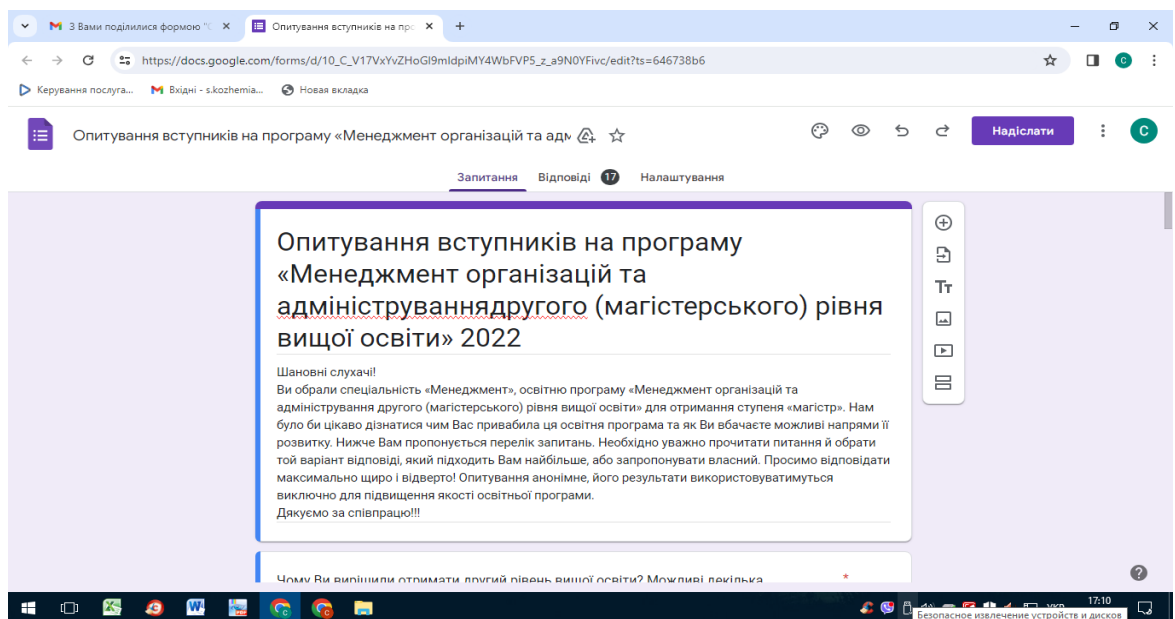 З Вами поділилися формою "О
Опитування вступників на про
https://docs.google.com/forms/d/10_C_V17VxYvZHoGl9mIdpiMY4WbFVP5_z_a9N0YFivc/edit?ts=646738b6
Керування послуга...
Вхідні - s.kozhemia...
Новая вкладка
Опитування вступників на програму «Менеджмент організацій та адм
Надіслати
С
Запитання Відповіді 17 Налаштування
Опитування вступників на програму
«Менеджмент організацій та
адмініструваннядругого (магістерського) рівня
вищої освіти» 2022
Шановні слухачі!
Ви обрали спеціальність «Менеджмент», освітню програму «Менеджмент організацій та
адміністрування другого (магістерського) рівня вищої освіти» для отримання ступеня «магістр». Нам
було би цікаво дізнатися чим Вас привабила ця освітня програма та як Ви вбачаєте можливі напрями її
розвитку. Нижче Вам пропонується перелік запитань. Необхідно уважно прочитати питання й обрати
той варіант відповіді, який підходить Вам найбільше, або запропонувати власний. Просимо відповідати
максимально щиро і відверто! Опитування анонімне, його результати використовуватимуться
виключно для підвищення якості освітньої програми.
Дякуємо за співпрацю!!!
Чому Ви вирішили отримати другий рівень вищої освіти? Можливі декілька *
17:10
Безопасное извлечение устройств и дисков